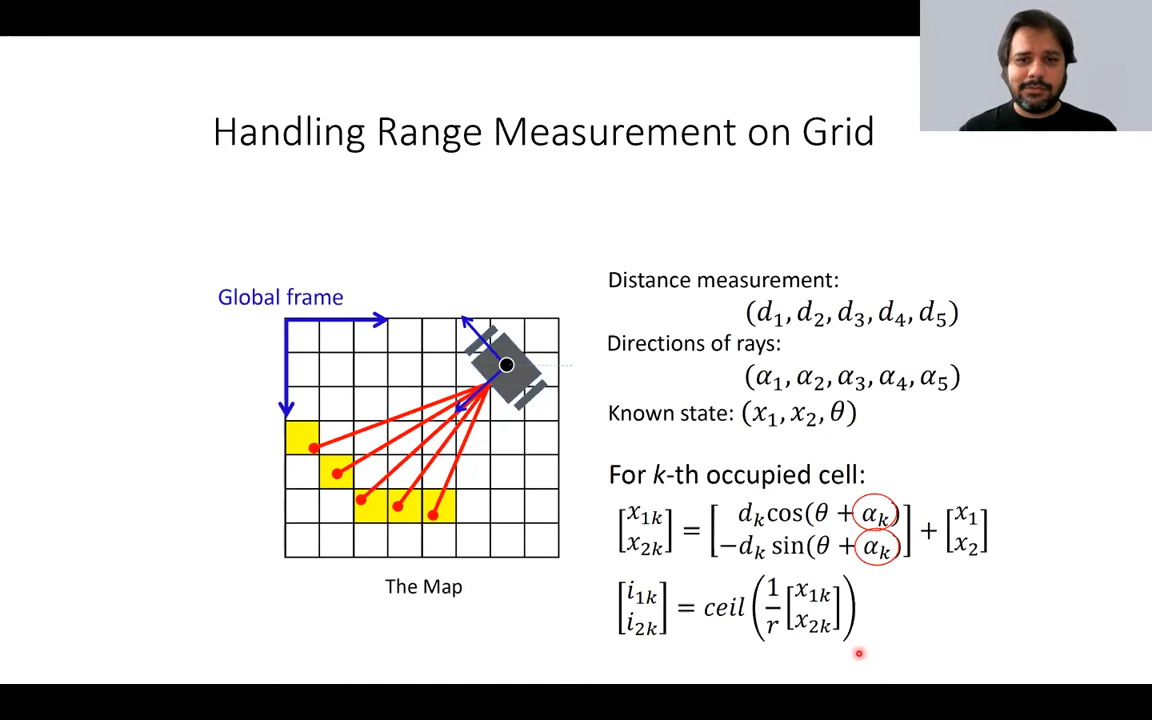 Handling Range Measurement on Grid
Global frame
The Map
Distance measurement:
(d₁, d₂, d₃, d₄, d₅)
Directions of rays:
(α₁, α₂, α₃, α₄, α₅)
Known state: (x₁, x₂, θ)
For k-th occupied cell:
[x₁ₖ; x₂ₖ] = [dₖcos(θ + αₖ); −dₖ sin(θ + αₖ)] + [x₁; x₂]
[i₁ₖ; i₂ₖ] = ceil (1/r [x₁ₖ; x₂ₖ])